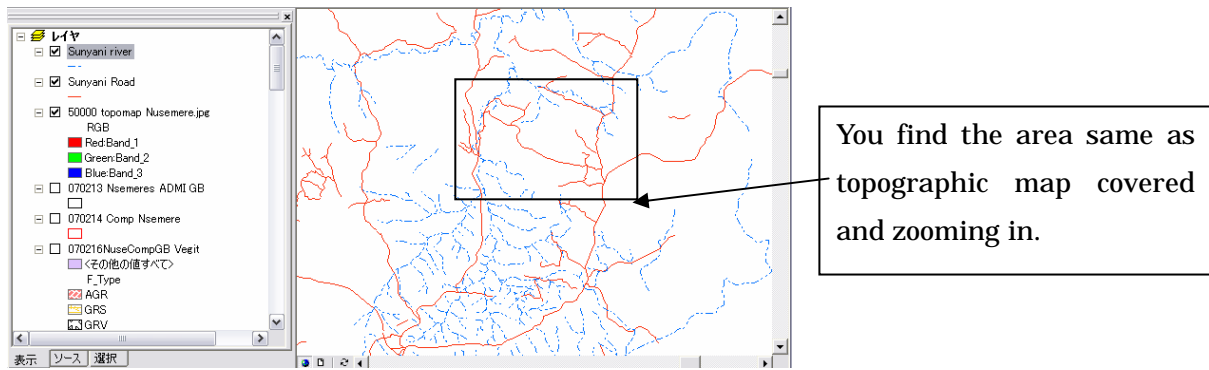 レイヤ
Sunyani river
Sunyani Road
50000 topomap Nusemere.jpg
RGB
Red:Band_1
Green:Band_2
Blue:Band_3
070213 Nsemeres ADMI GB
070214 Comp Nsemere
070216NuseCompGB Vegit
<その他の値すべて>
F_Type
AGR
GRS
GRV
表示 ソース 選択
You find the area same as
topographic map covered
and zooming in.